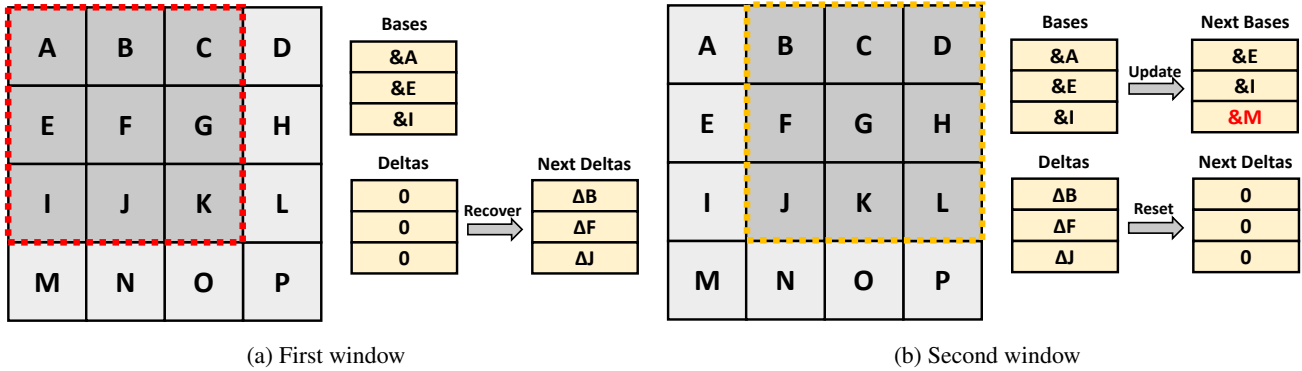 A B C D
E F G H
I J K L
M N O P
Bases
&A
&E
&I
Deltas
0
0
0
Recover
Next Deltas
ΔB
ΔF
ΔJ
(a) First window
A B C D
E F G H
I J K L
M N O P
Bases
&A
&E
&I
Update
Next Bases
&E
&I
&M
Deltas
ΔB
ΔF
ΔJ
Reset
Next Deltas
0
0
0
(b) Second window